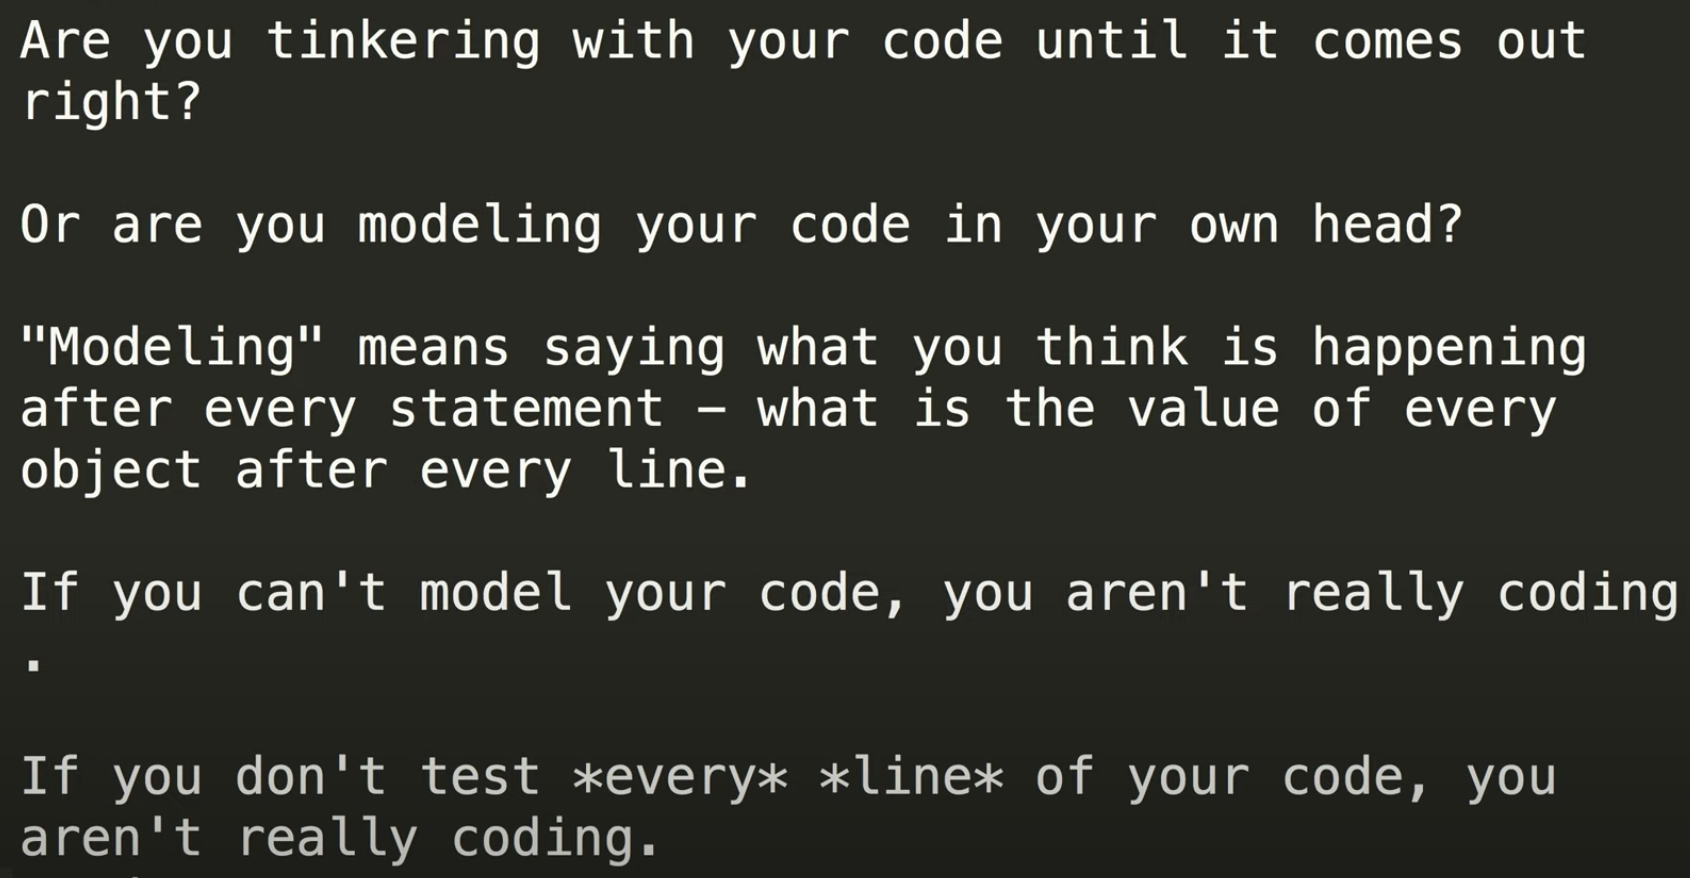 Are you tinkering with your code until it comes out
right?
Or are you modeling your code in your own head?
"Modeling" means saying what you think is happening
after every statement – what is the value of every
object after every line.
If you can't model your code, you aren't really coding
.
If you don't test *every* *line* of your code, you
aren't really coding.